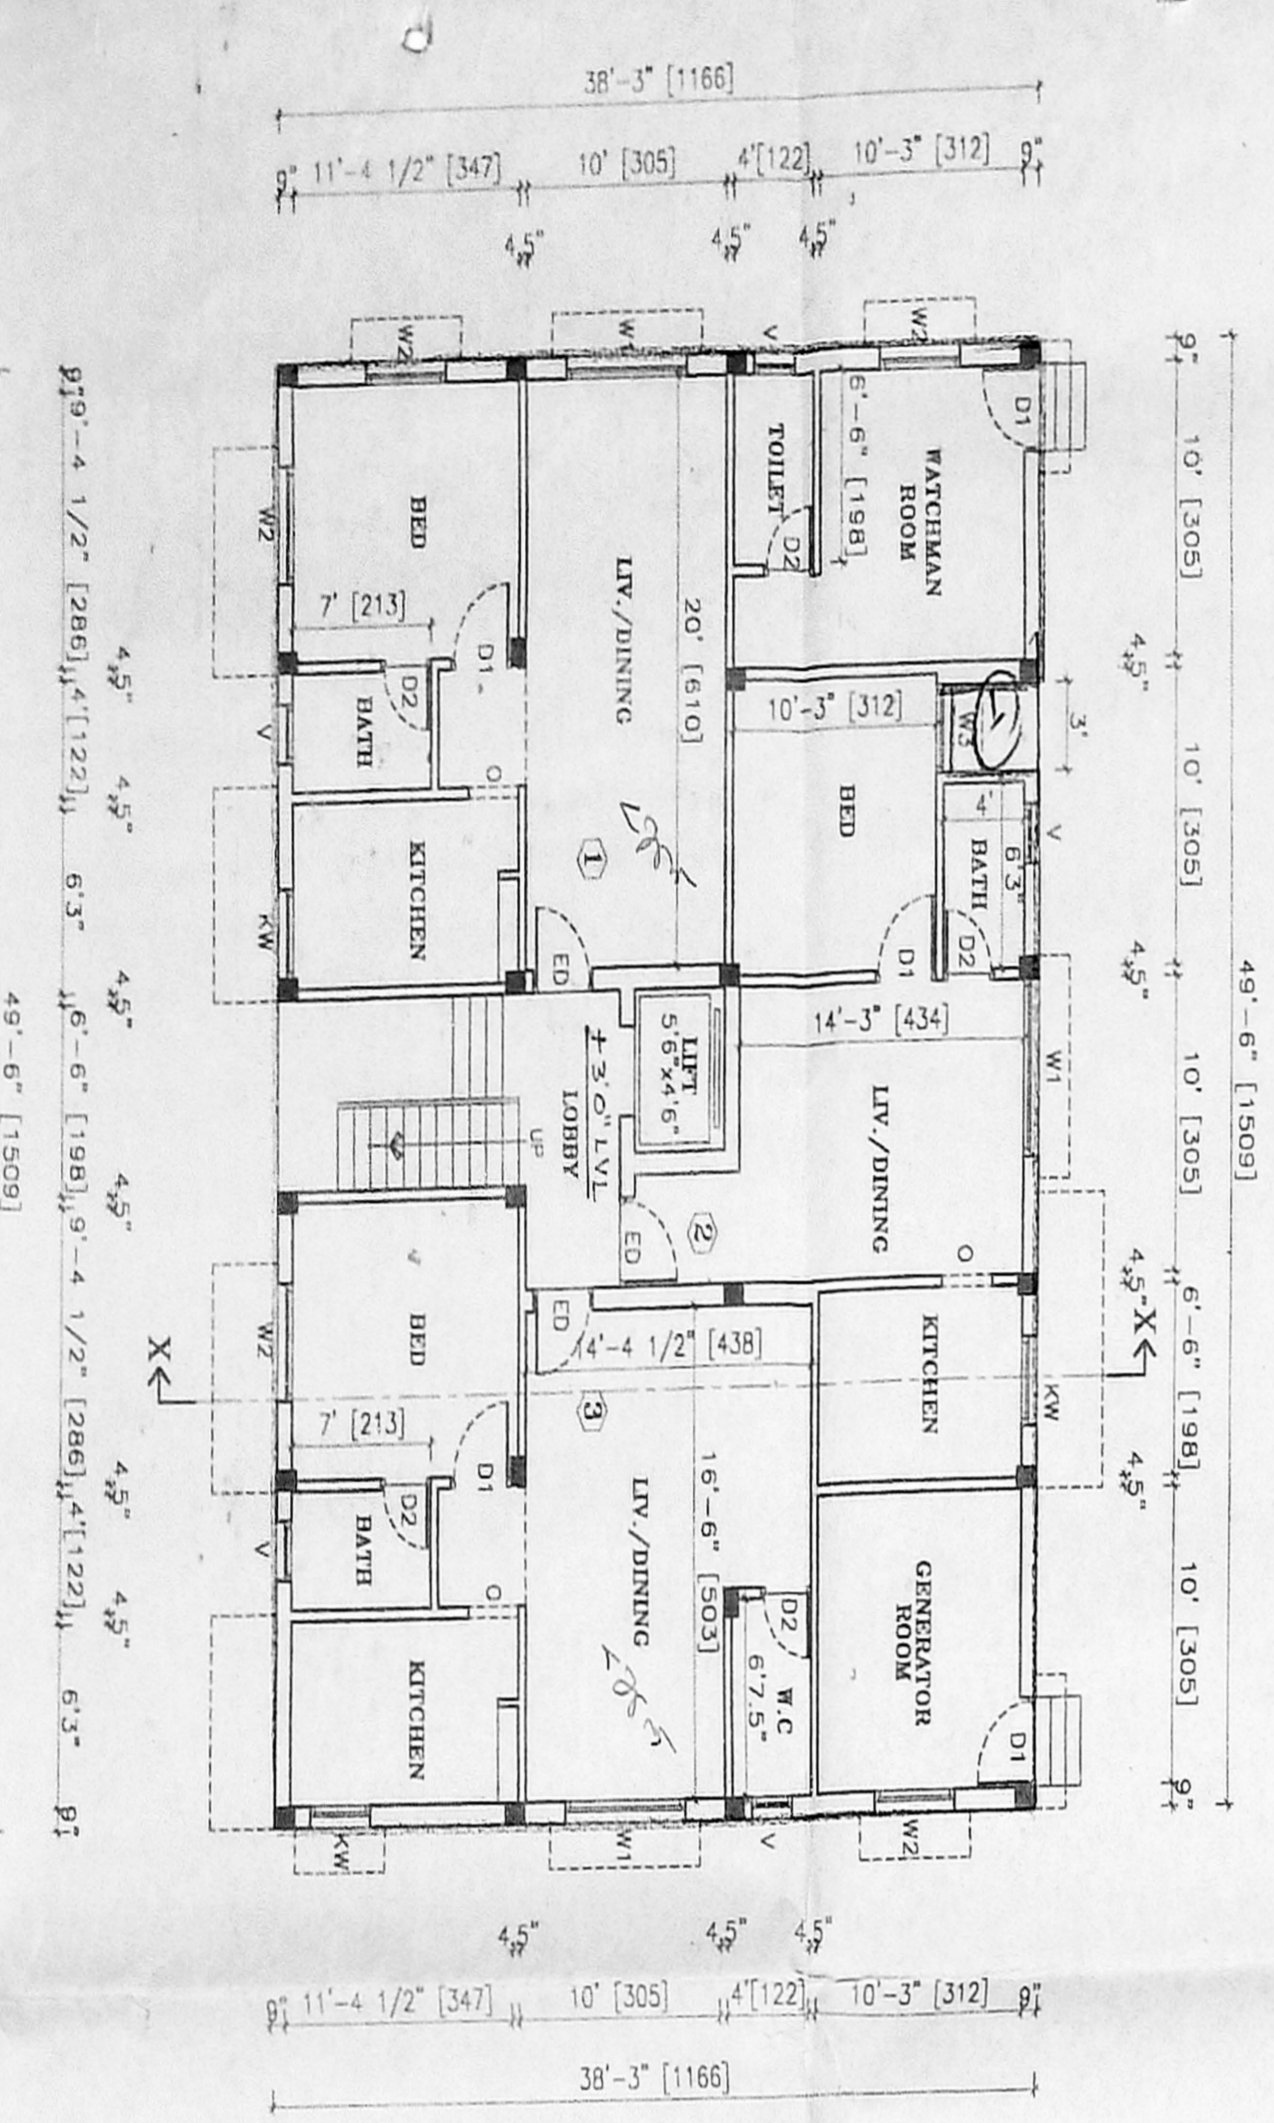 38'-3" [1166]
9" 11'-4 1/2" [347] 10' [305] 4'[122] 10'-3" [312] 9"
4.5" 4.5" 4.5"
W2 W1 V W2
49'-6" [1509]
9" 10' [305] 10' [305] 10' [305] 6'-6" [198] 10' [305] 9"
4.5" 4.5" 4.5" 4.5"
D1
WATCHMAN
ROOM
6'-6" [198]
TOILET
D2
LIV./DINING
20' [610]
1
ED
BED
W2
7' [213]
D1
D2
BATH
V
O
KITCHEN
KW
3'
W3
10'-3" [312]
BED
4'
6'3"
BATH
V
D2
D1
14'-3" [434]
W1
LIV./DINING
O
2
ED
LIFT
5'6"x4'6"
+3'0" LVL
LOBBY
UP
KITCHEN
KW
X
X
ED
14'-4 1/2" [438]
3
LIV./DINING
16'-6" [503]
BED
W2
7' [213]
D1
D2
BATH
V
O
KITCHEN
D2
W.C
6'7.5"
GENERATOR
ROOM
D1
KW W1 V W2
9" 9'-4 1/2" [286] 4'[122] 6'3" 6'-6" [198] 9'-4 1/2" [286] 4'[122] 6'3" 9"
4.5" 4.5" 4.5" 4.5" 4.5" 4.5"
49'-6" [1509]
4.5" 4.5" 4.5"
9" 11'-4 1/2" [347] 10' [305] 4'[122] 10'-3" [312] 9"
38'-3" [1166]